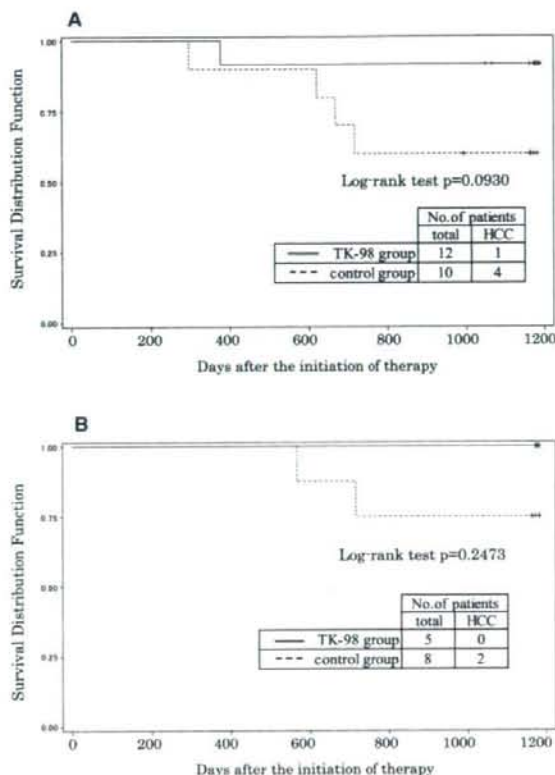 A
Survival Distribution Function
1.00
0.75
0.50
0.25
0.00
Log-rank test p=0.0930
No.of patients
total HCC
TK-98 group 12 1
control group 10 4
0 200 400 600 800 1000 1200
Days after the initiation of therapy
B
Survival Distribution Function
1.00
0.75
0.50
0.25
0.00
Log-rank test p=0.2473
No.of patients
total HCC
TK-98 group 5 0
control group 8 2
0 200 400 600 800 1000 1200
Days after the initiation of therapy